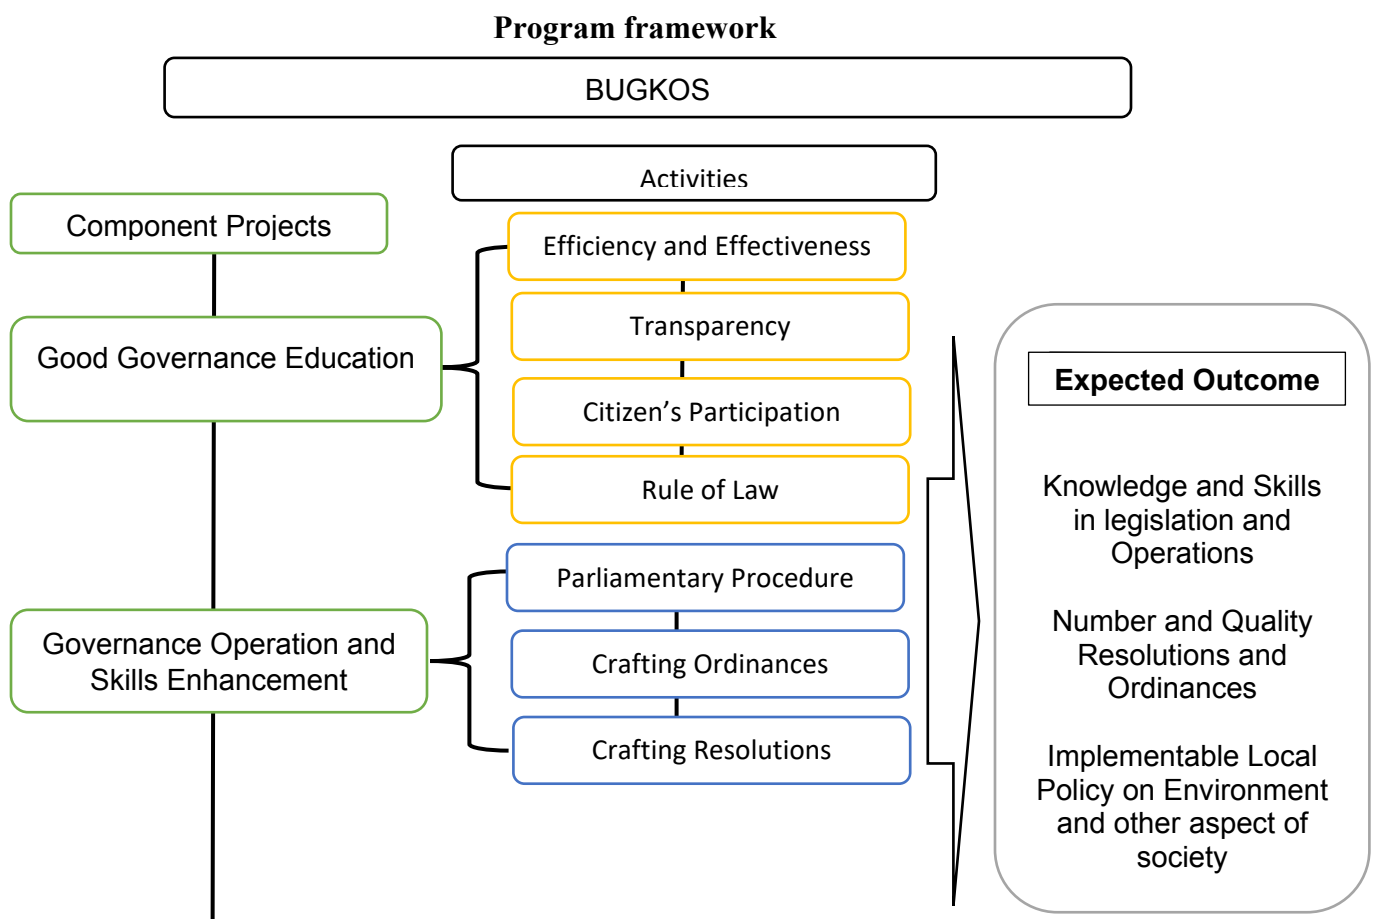 Program framework
BUGKOS
Activities
Component Projects
Efficiency and Effectiveness
Transparency
Good Governance Education
Citizen’s Participation
Rule of Law
Parliamentary Procedure
Governance Operation and
Skills Enhancement
Crafting Ordinances
Crafting Resolutions
Expected Outcome
Knowledge and Skills
in legislation and
Operations
Number and Quality
Resolutions and
Ordinances
Implementable Local
Policy on Environment
and other aspect of
society